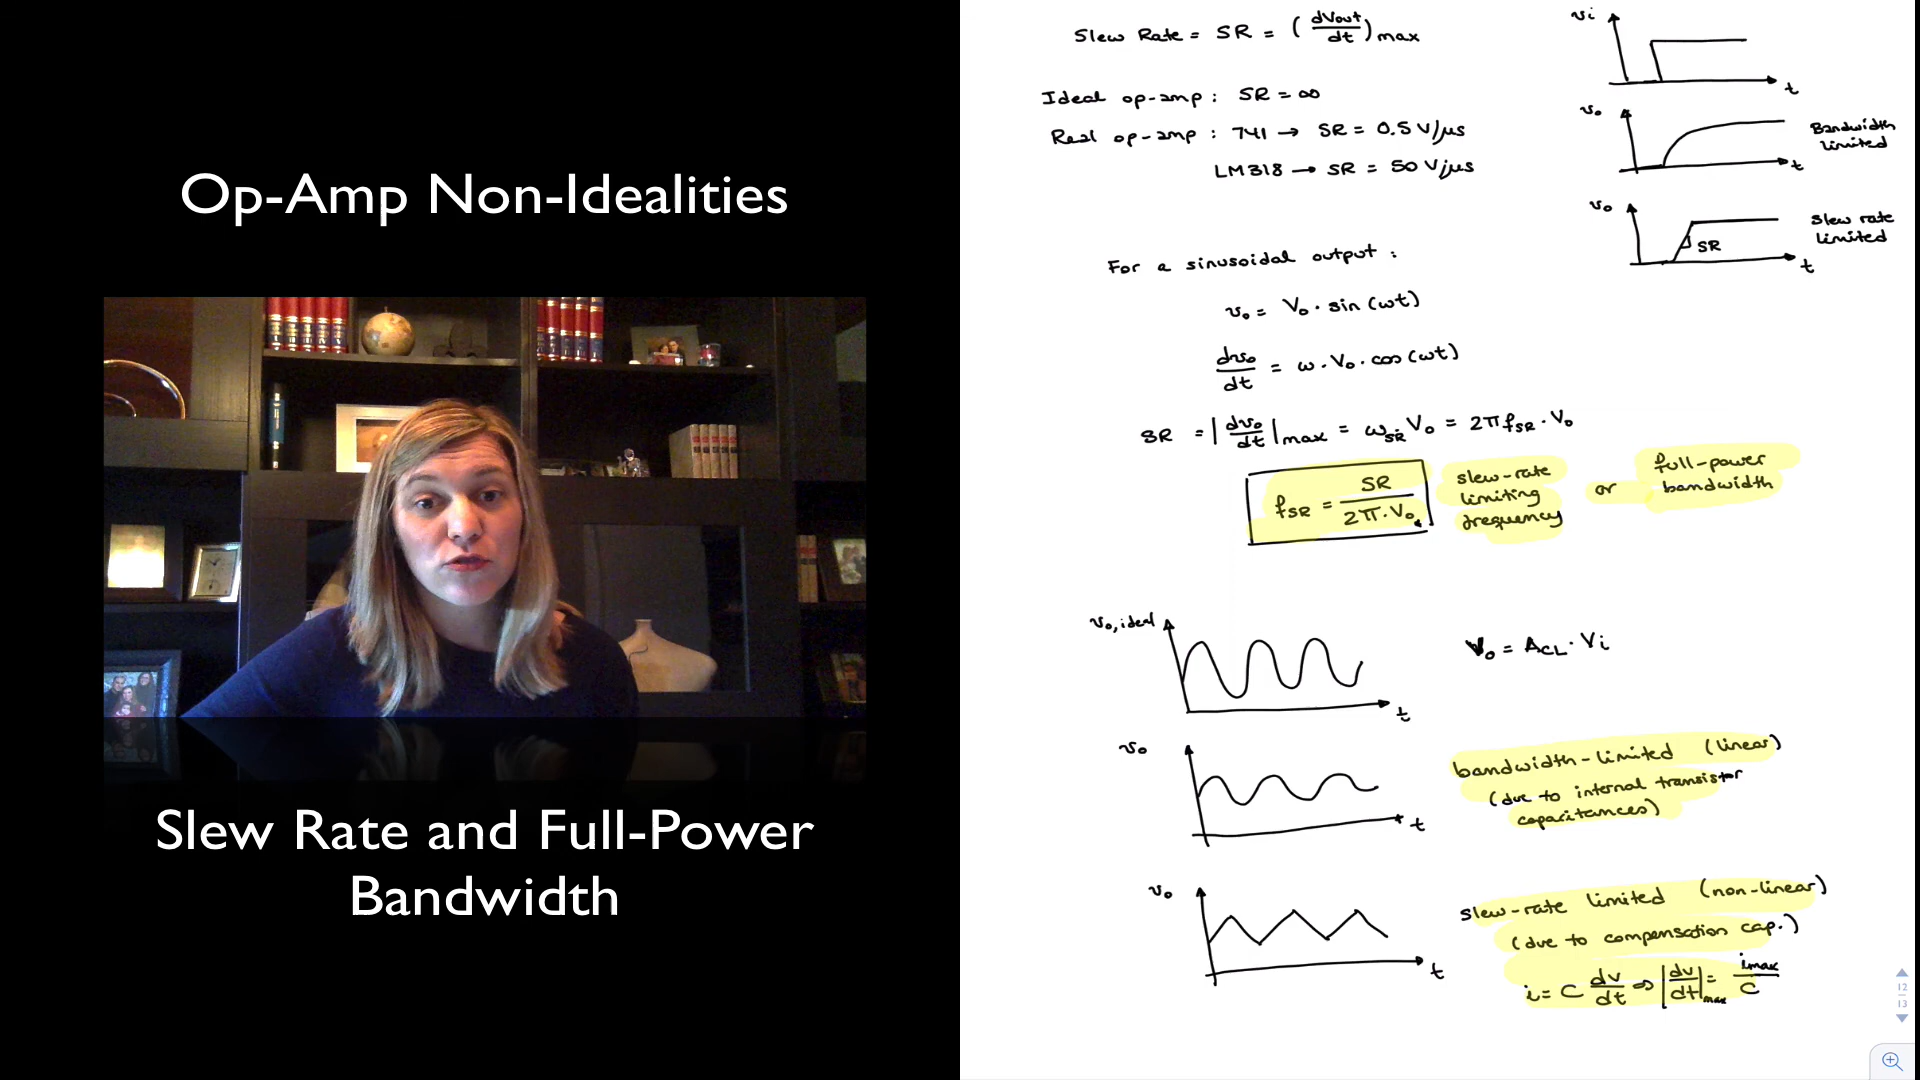 Op-Amp Non-Idealities
Slew Rate and Full-Power
Bandwidth
Slew Rate = SR = (dVout/dt)max
Ideal op-amp : SR = ∞
Real op-amp : 741 → SR = 0.5 V/μs
LM318 → SR = 50 V/μs
vi
t
vo
t
Bandwidth
limited
vo
SR
t
Slew rate
limited
For a sinusoidal output :
vo = Vo · sin(ωt)
dvo/dt = ω · Vo · cos(ωt)
SR = |dvo/dt|max = ωSR Vo = 2π fSR · Vo
fSR = SR/2π·Vo
slew-rate
limiting
frequency
or
full-power
bandwidth
vo,ideal
t
Vo = ACL · Vi
vo
t
bandwidth-limited (linear)
(due to internal transistor
capacitances)
vo
t
slew-rate limited (non-linear)
(due to compensation cap.)
i = C dv/dt ⇒ |dv/dt|max = imax/C
12
13